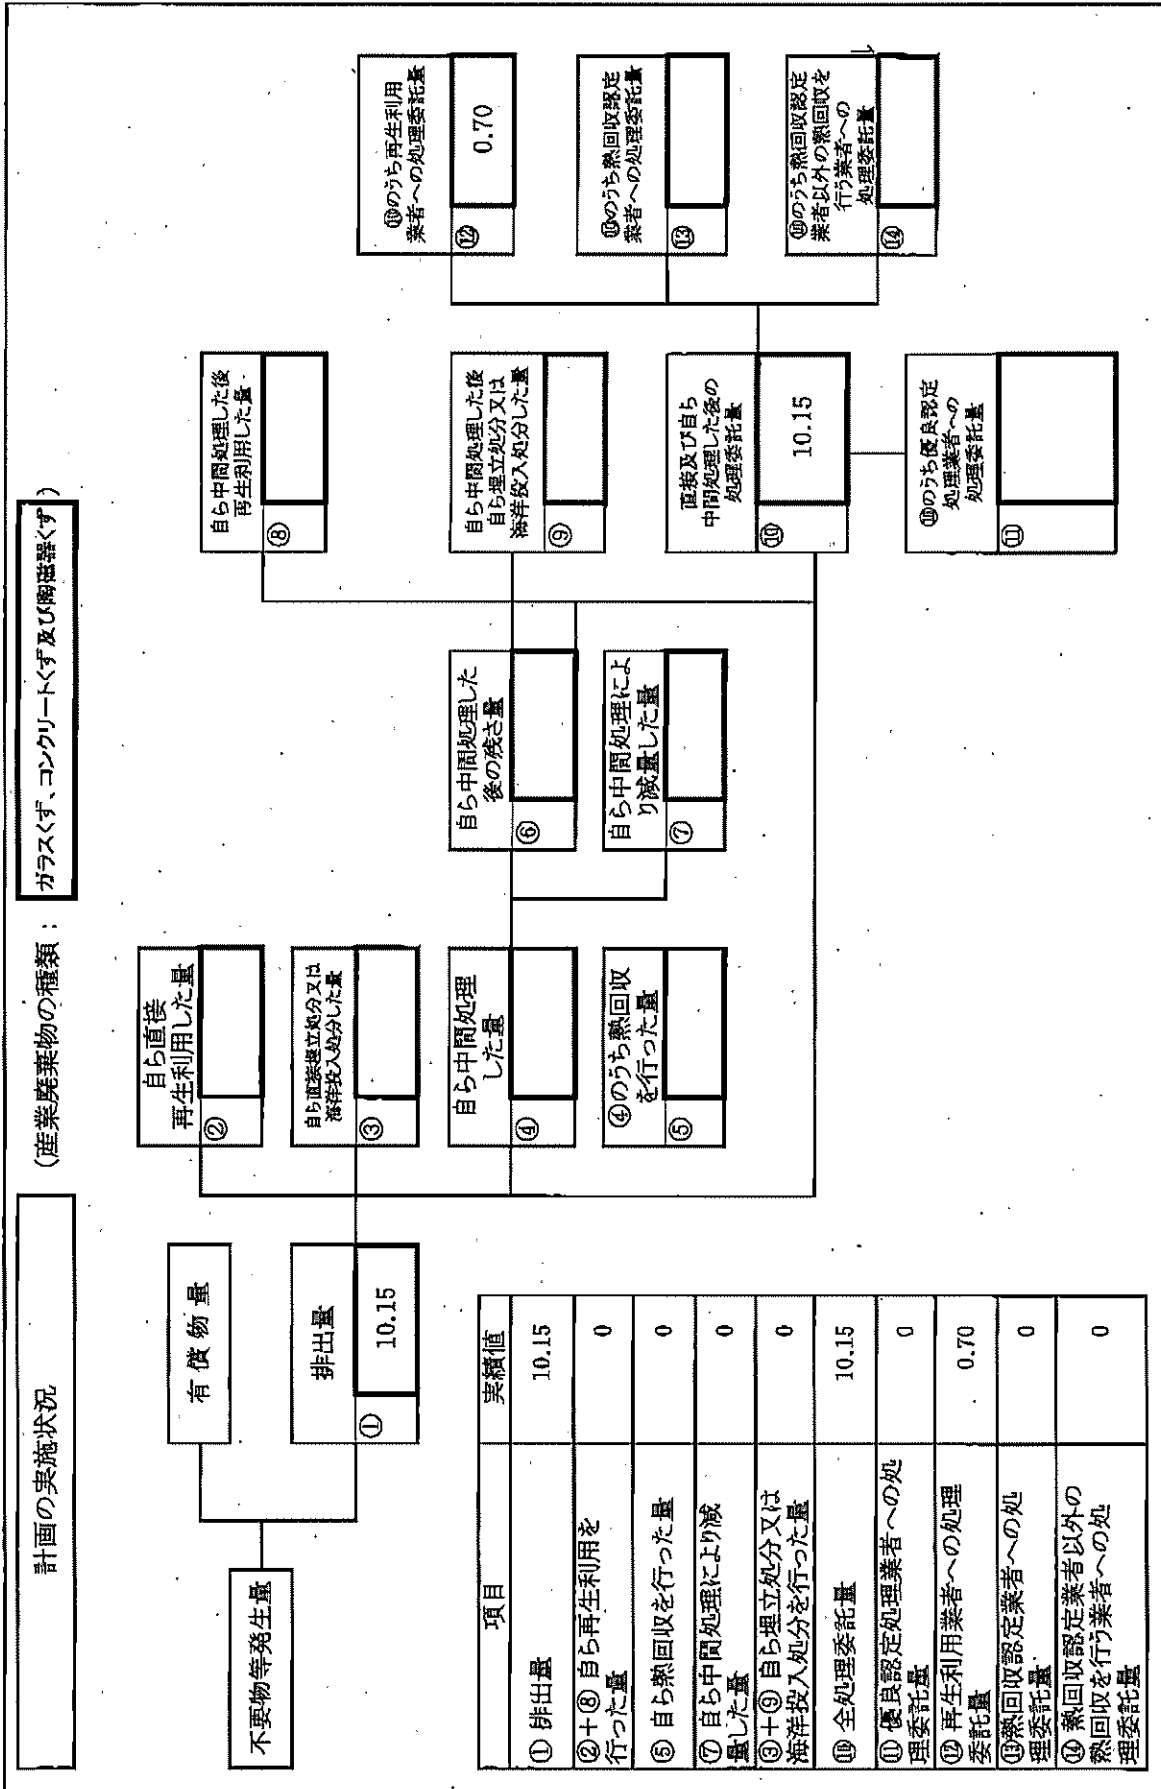 計画の実施状況
(産業廃棄物の種類:
ガラスくず、コンクリートくず及び陶磁器くず
)
不要物等発生量
有償物量
排出量
①
10.15
自ら直接
再生利用した量
②
自ら直接埋立処分又は
海洋投入処分した量
③
自ら中間処理
した量
④
④のうち熱回収
を行った量
⑤
自ら中間処理した
後の残さ量
⑥
自ら中間処理によ
り減量した量
⑦
自ら中間処理した後
再生利用した量
⑧
自ら中間処理した後
自ら埋立処分又は
海洋投入処分した量
⑨
直接及び自ら
中間処理した後の
処理委託量
⑩
10.15
⑩のうち優良認定
処理業者への
処理委託量
⑪
⑩のうち再生利用
業者への処理委託量
⑫
0.70
⑩のうち熱回収認定
業者への処理委託量
⑬
⑩のうち熱回収認定
業者以外の熱回収を
行う業者への
処理委託量
⑭
項目
実績値
① 排出量
10.15
②+⑧ 自ら再生利用を
行った量
0
⑤ 自ら熱回収を行った量
0
⑦ 自ら中間処理により減
量した量
0
③+⑨ 自ら埋立処分又は
海洋投入処分を行った量
0
⑩ 全処理委託量
10.15
⑪ 優良認定処理業者への処
理委託量
0
⑫ 再生利用業者への処理
委託量
0.70
⑬熱回収認定業者への処
理委託量
0
⑭ 熱回収認定業者以外の
熱回収を行う業者への処
理委託量
0